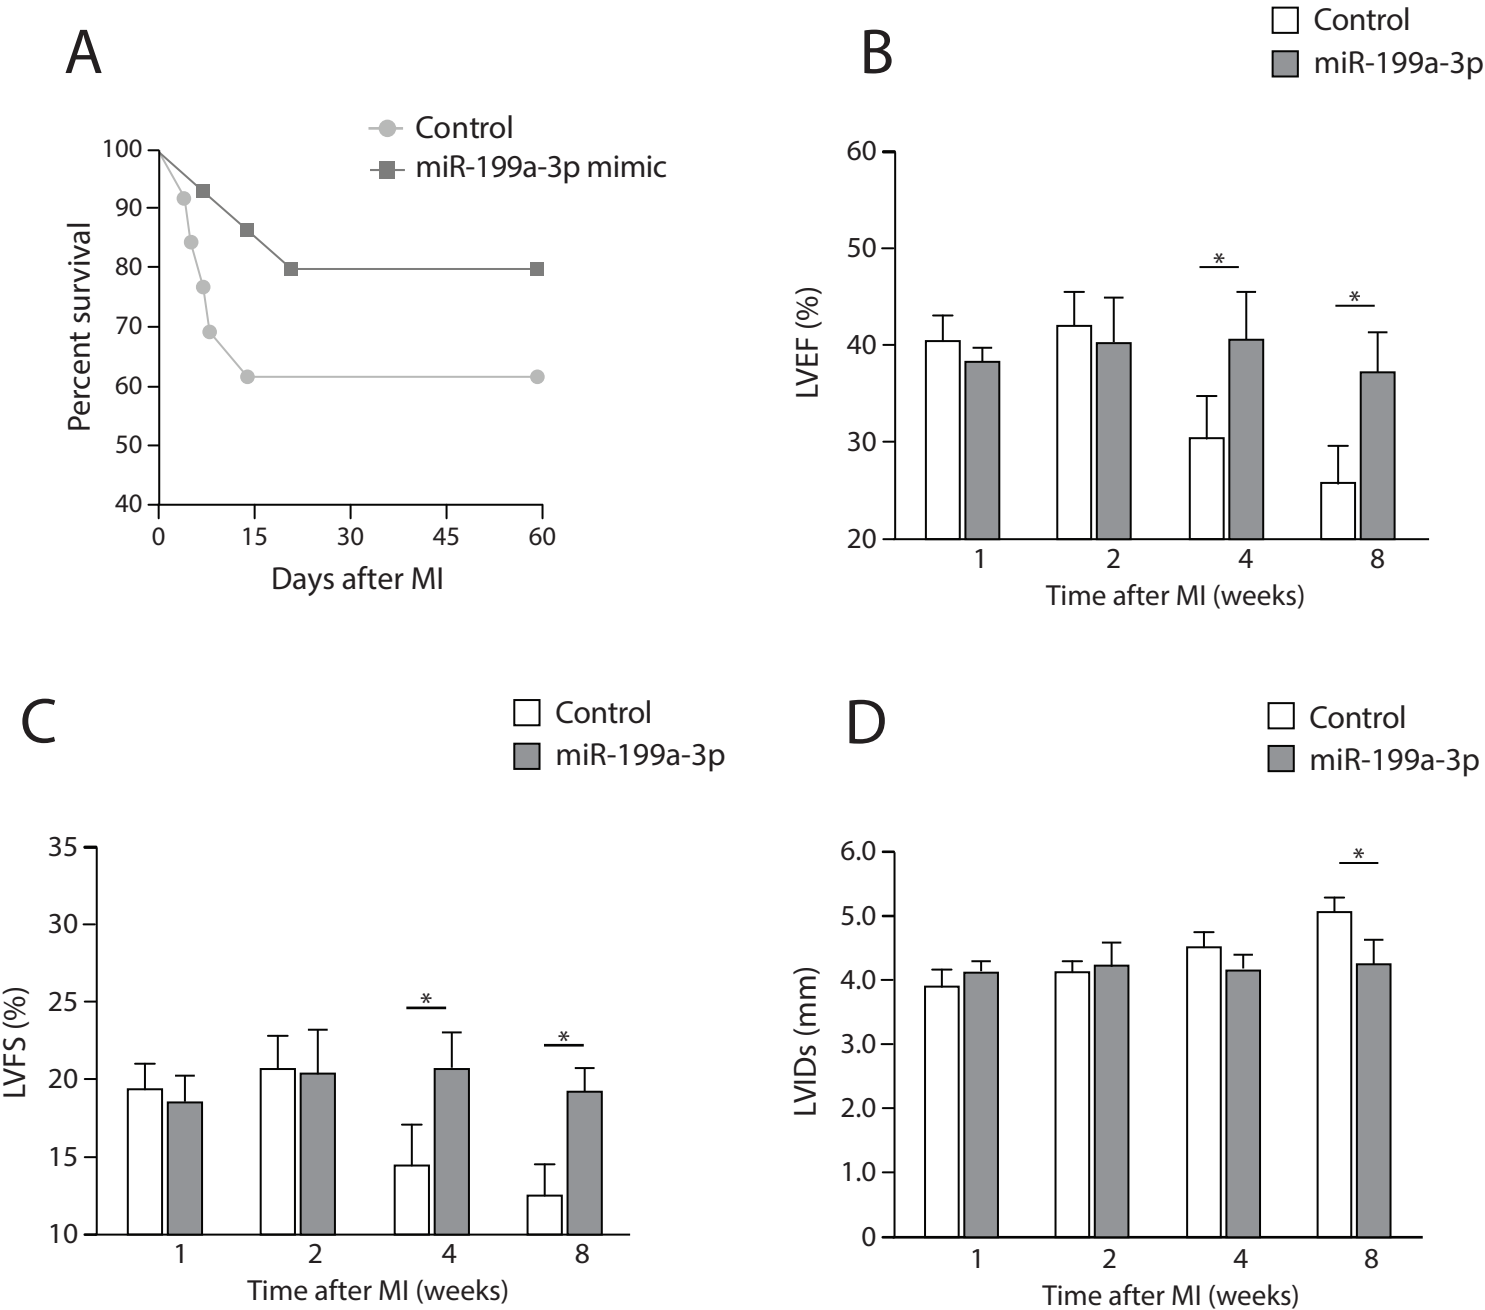 A
Control
miR-199a-3p mimic
100
90
80
70
60
50
40
0 15 30 45 60
Percent survival
Days after MI
B
Control
miR-199a-3p
60
50
40
30
20
*
*
1 2 4 8
LVEF (%)
Time after MI (weeks)
C
Control
miR-199a-3p
35
30
25
20
15
10
*
*
1 2 4 8
LVFS (%)
Time after MI (weeks)
D
Control
miR-199a-3p
6.0
5.0
4.0
3.0
2.0
1.0
0
*
1 2 4 8
LVIDs (mm)
Time after MI (weeks)